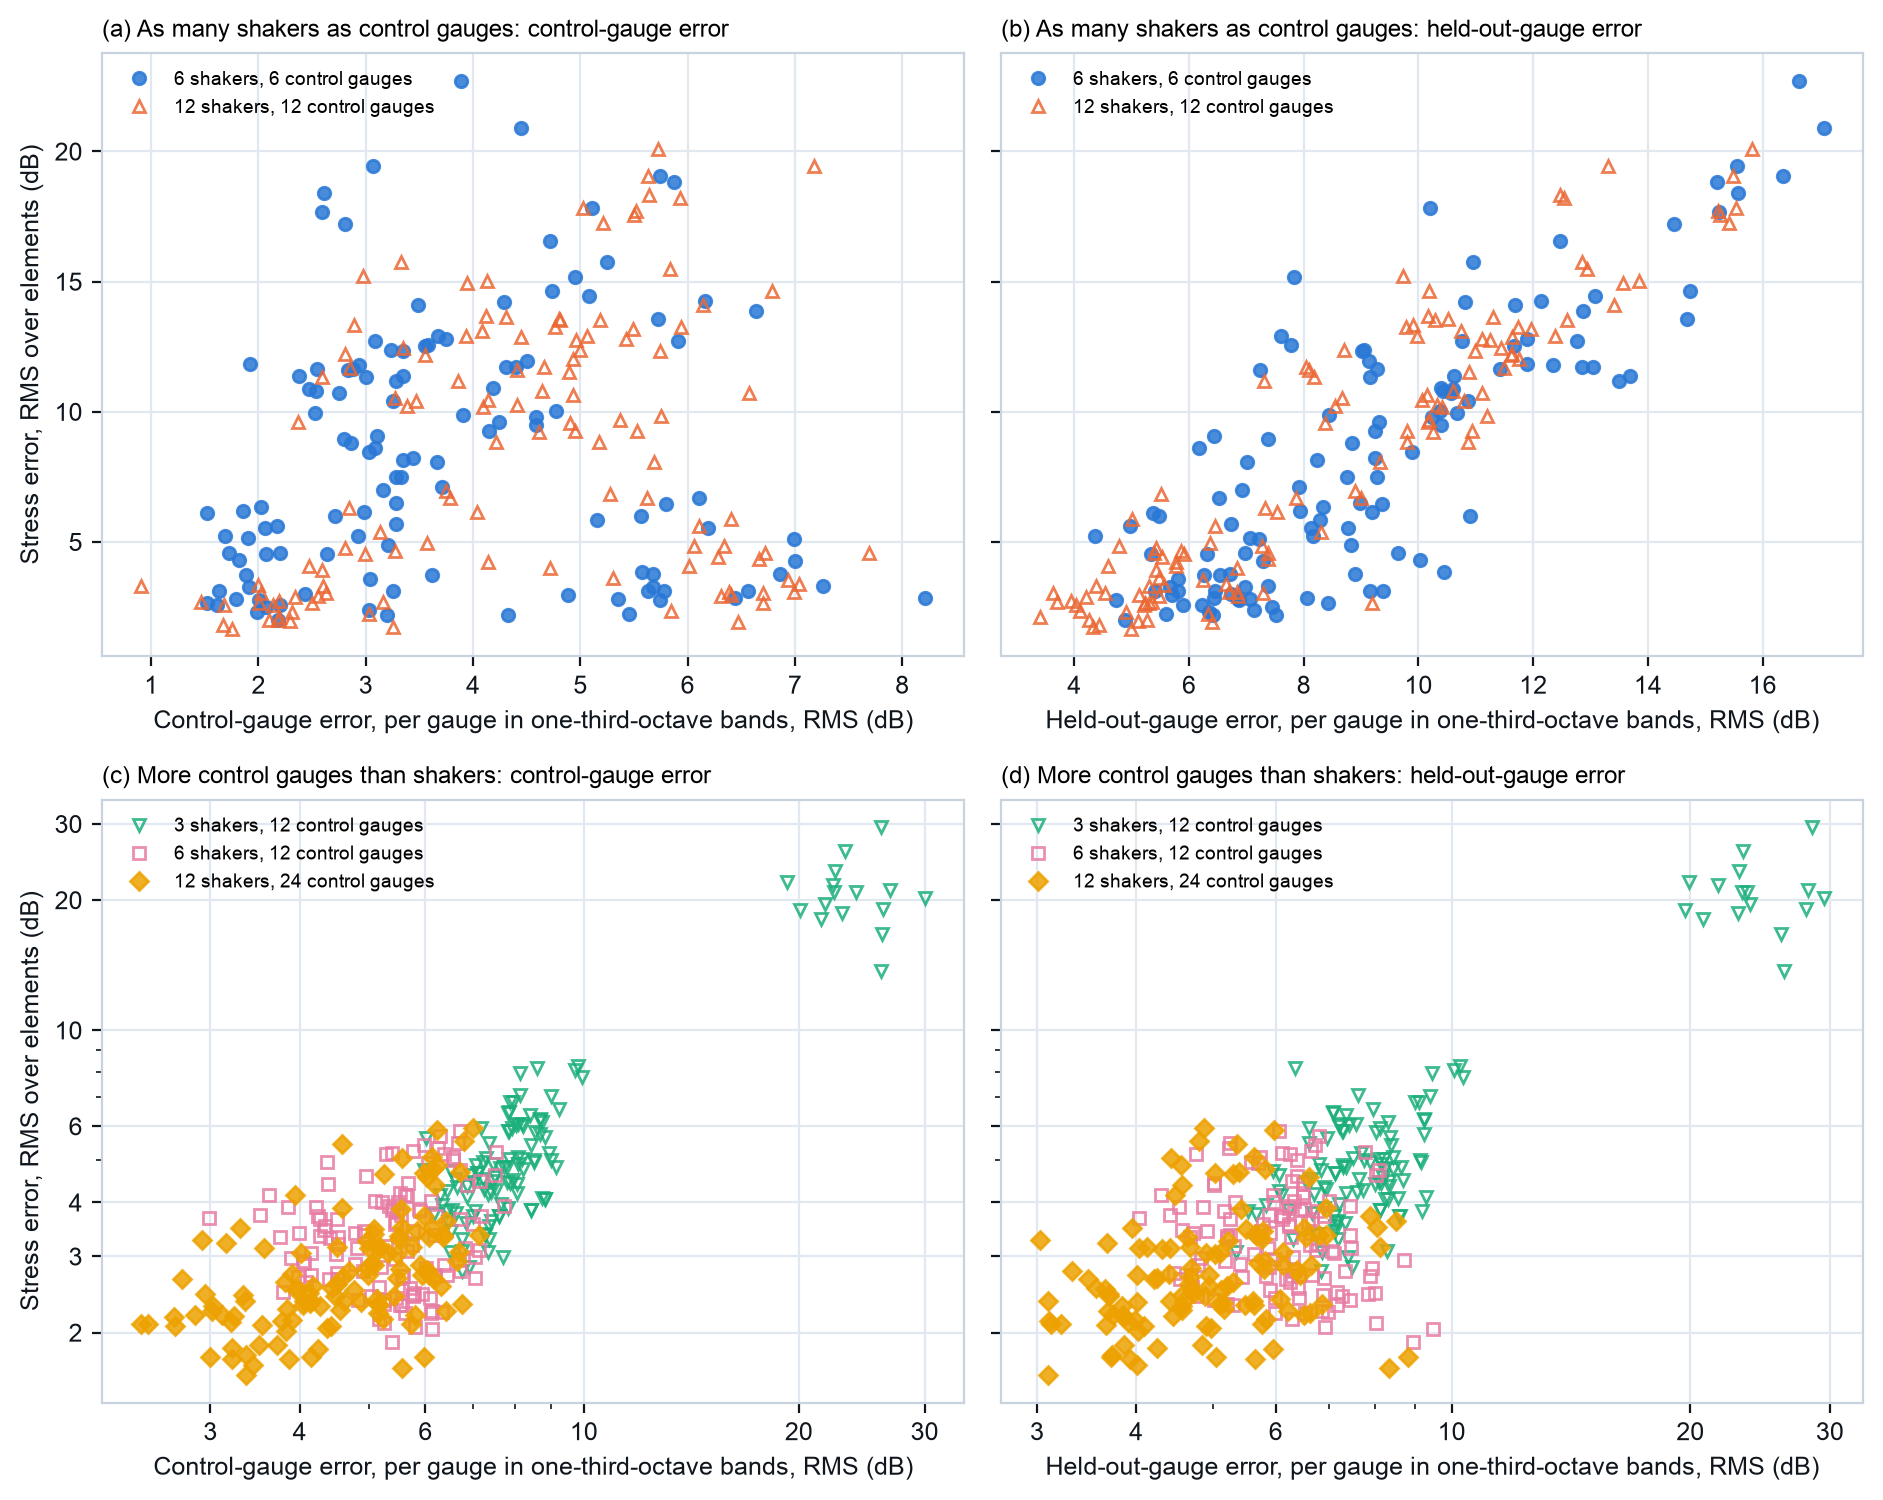 (a) As many shakers as control gauges: control-gauge error
6 shakers, 6 control gauges
12 shakers, 12 control gauges
20
15
10
5
Stress error, RMS over elements (dB)
1 2 3 4 5 6 7 8
Control-gauge error, per gauge in one-third-octave bands, RMS (dB)
(b) As many shakers as control gauges: held-out-gauge error
6 shakers, 6 control gauges
12 shakers, 12 control gauges
4 6 8 10 12 14 16
Held-out-gauge error, per gauge in one-third-octave bands, RMS (dB)
(c) More control gauges than shakers: control-gauge error
3 shakers, 12 control gauges
6 shakers, 12 control gauges
12 shakers, 24 control gauges
30
20
10
6
4
3
2
Stress error, RMS over elements (dB)
3 4 6 10 20 30
Control-gauge error, per gauge in one-third-octave bands, RMS (dB)
(d) More control gauges than shakers: held-out-gauge error
3 shakers, 12 control gauges
6 shakers, 12 control gauges
12 shakers, 24 control gauges
3 4 6 10 20 30
Held-out-gauge error, per gauge in one-third-octave bands, RMS (dB)